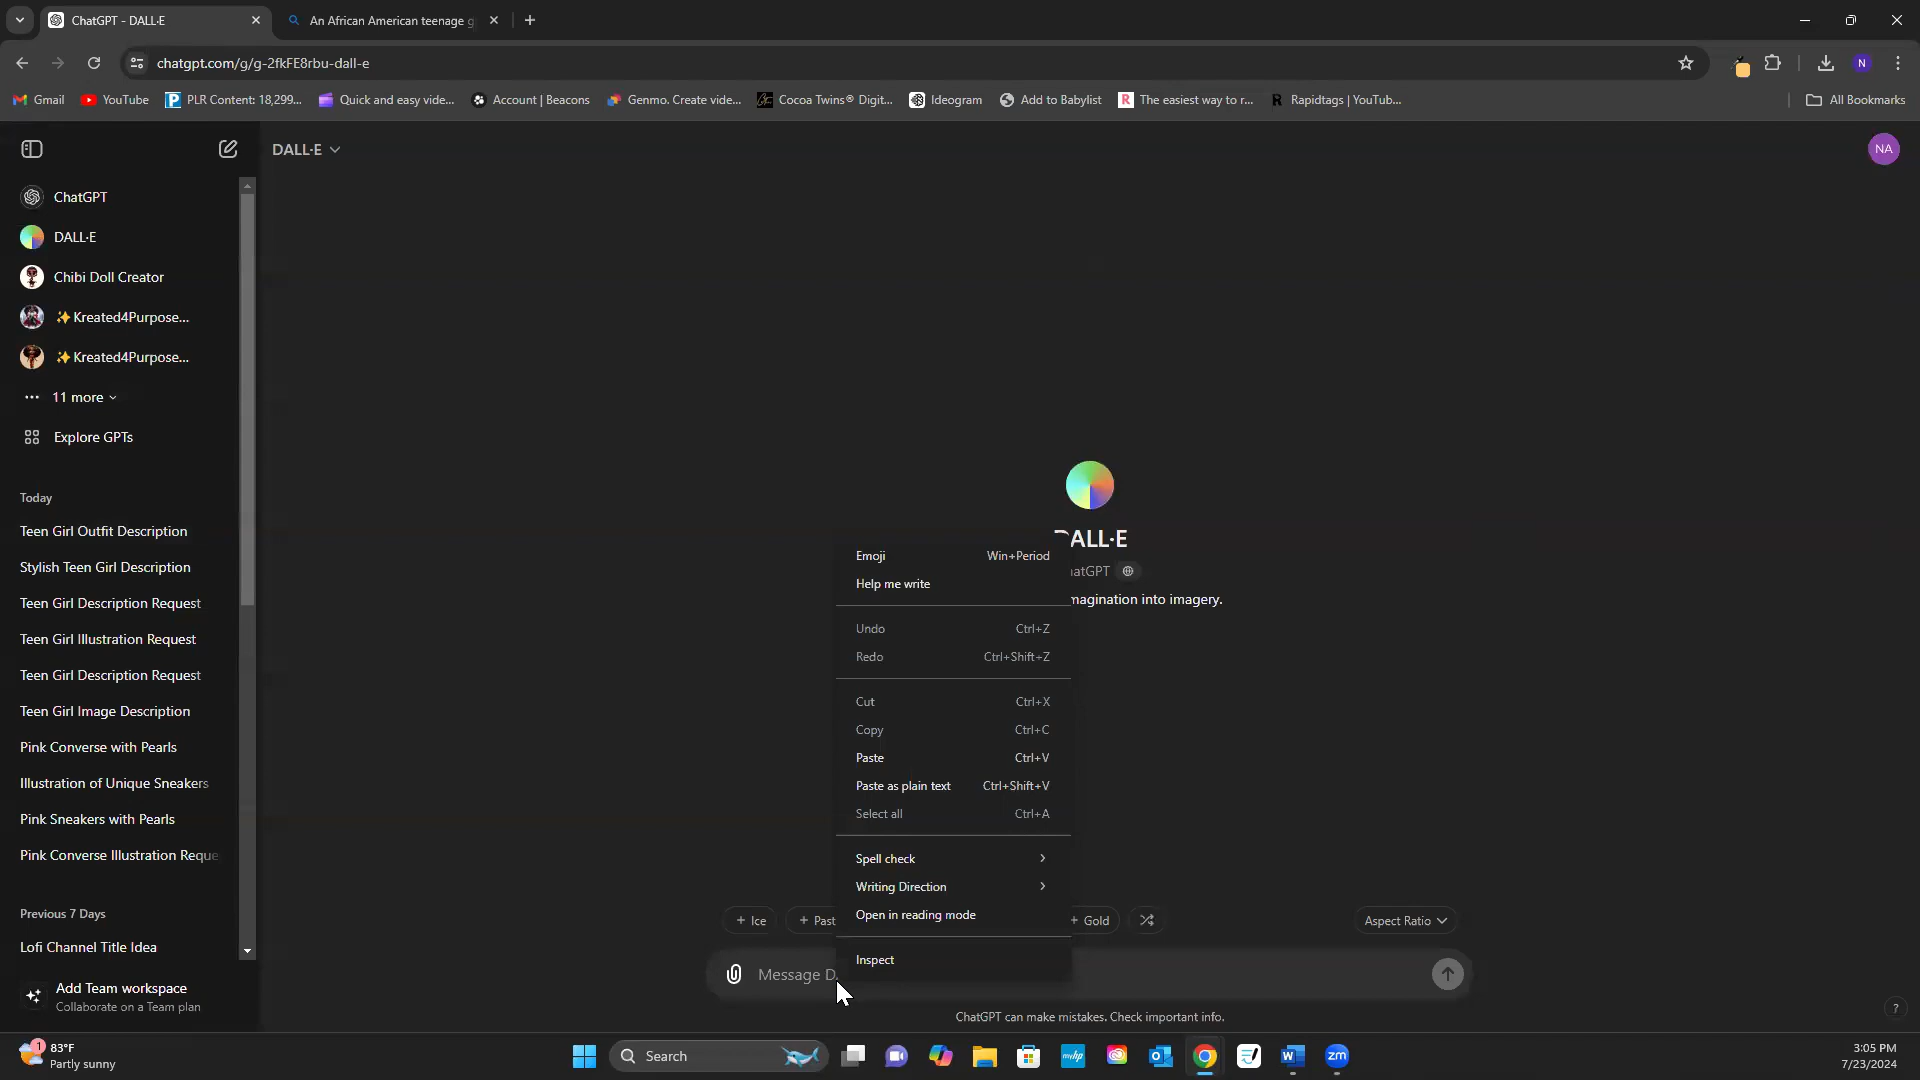 ChatGPT - DALL·E
An African American teenage g
chatgpt.com/g/g-2fkFE8rbu-dall-e
N
Gmail
YouTube
PLR Content: 18,299...
Quick and easy vide...
Account | Beacons
Genmo. Create vide...
Cocoa Twins® Digit...
Ideogram
Add to Babylist
The easiest way to r...
Rapidtags | YouTub...
All Bookmarks
DALL·E
NA
ChatGPT
DALL·E
Chibi Doll Creator
✨Kreated4Purpose...
✨Kreated4Purpose...
11 more
Explore GPTs
Today
Teen Girl Outfit Description
Stylish Teen Girl Description
Teen Girl Description Request
Teen Girl Illustration Request
Teen Girl Description Request
Teen Girl Image Description
Pink Converse with Pearls
Illustration of Unique Sneakers
Pink Sneakers with Pearls
Pink Converse Illustration Reque
Previous 7 Days
Lofi Channel Title Idea
Add Team workspace
Collaborate on a Team plan
ALL·E
hatGPT
magination into imagery.
Emoji Win+Period
Help me write
Undo Ctrl+Z
Redo Ctrl+Shift+Z
Cut Ctrl+X
Copy Ctrl+C
Paste Ctrl+V
Paste as plain text Ctrl+Shift+V
Select all Ctrl+A
Spell check
Writing Direction
Open in reading mode
Inspect
+ Ice
+ Past
+ Gold
Aspect Ratio
Message D
ChatGPT can make mistakes. Check important info.
?
1
83°F
Partly sunny
Search
myhp
W
zm
3:05 PM
7/23/2024